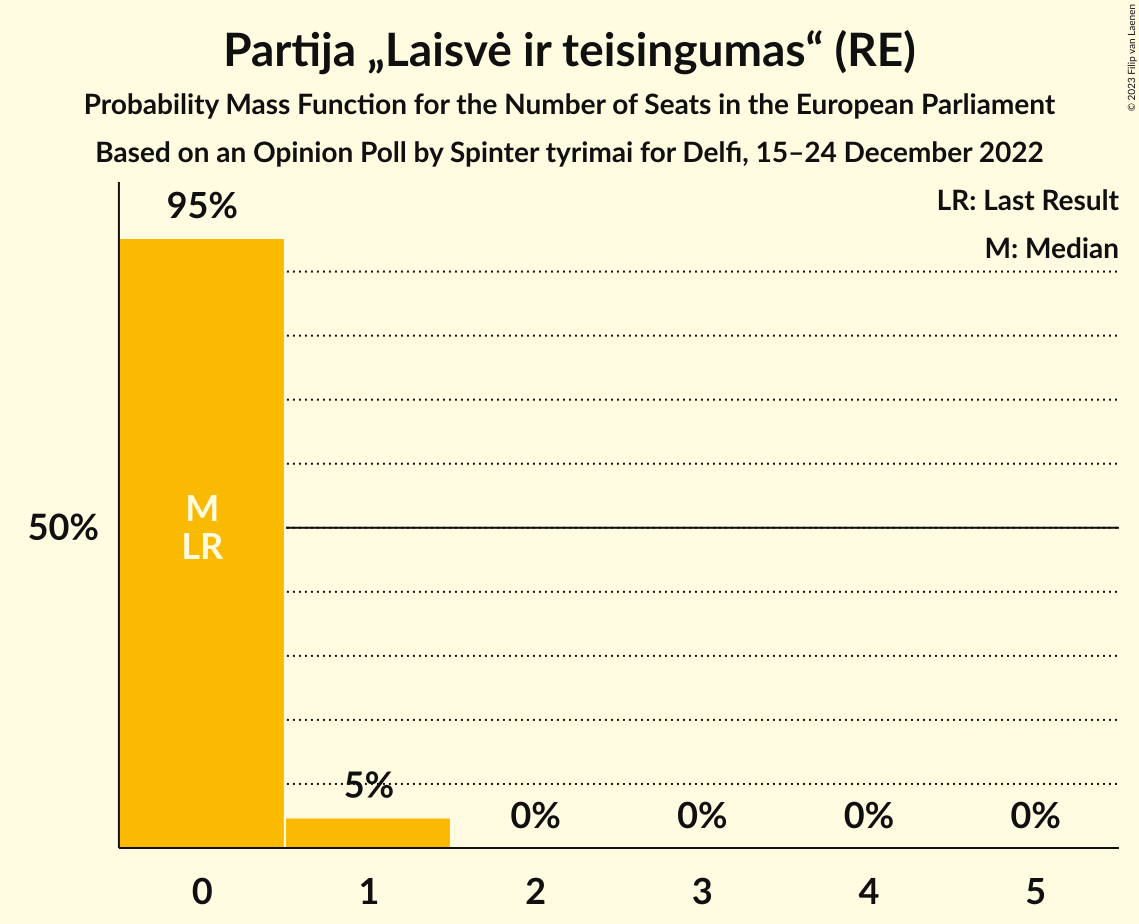 Partija „Laisvė ir teisingumas“ (RE)
Probability Mass Function for the Number of Seats in the European Parliament
Based on an Opinion Poll by Spinter tyrimai for Delfi, 15–24 December 2022
© 2023 Filip van Laenen
LR: Last Result
M: Median
95%
M
LR
50%
5%
0%
0%
0%
0%
0
1
2
3
4
5